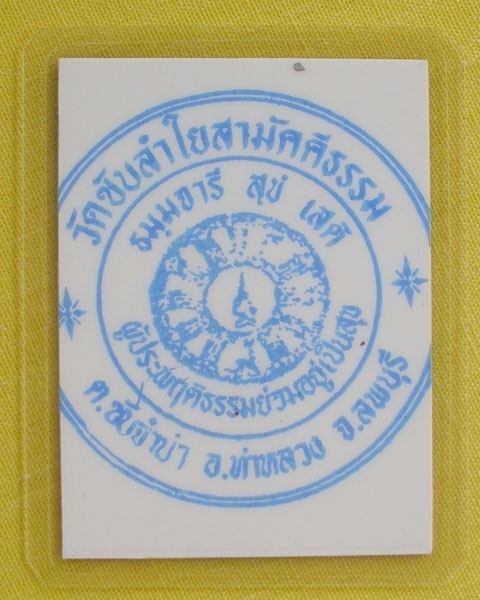 วัดซับลำใยสามัคคีธรรม
ธมมจารี สุขํ เสติ
ผู้ประพฤติธรรมย่อมอยู่เป็นสุข
ต.ซับจำปา อ.ท่าหลวง จ.ลพบุรี